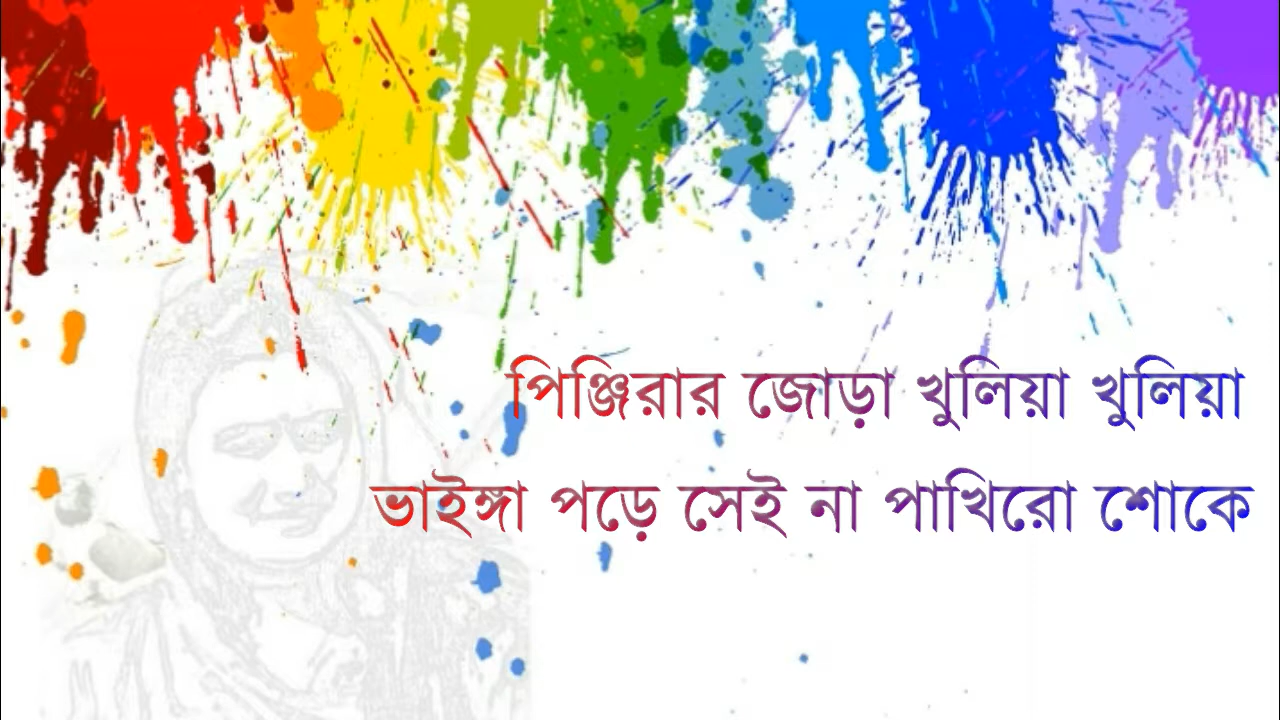 পিঞ্জিরার জোড়া খুলিয়া খুলিয়া
ভাইঙ্গা পড়ে সেই না পাখিরো শোকে